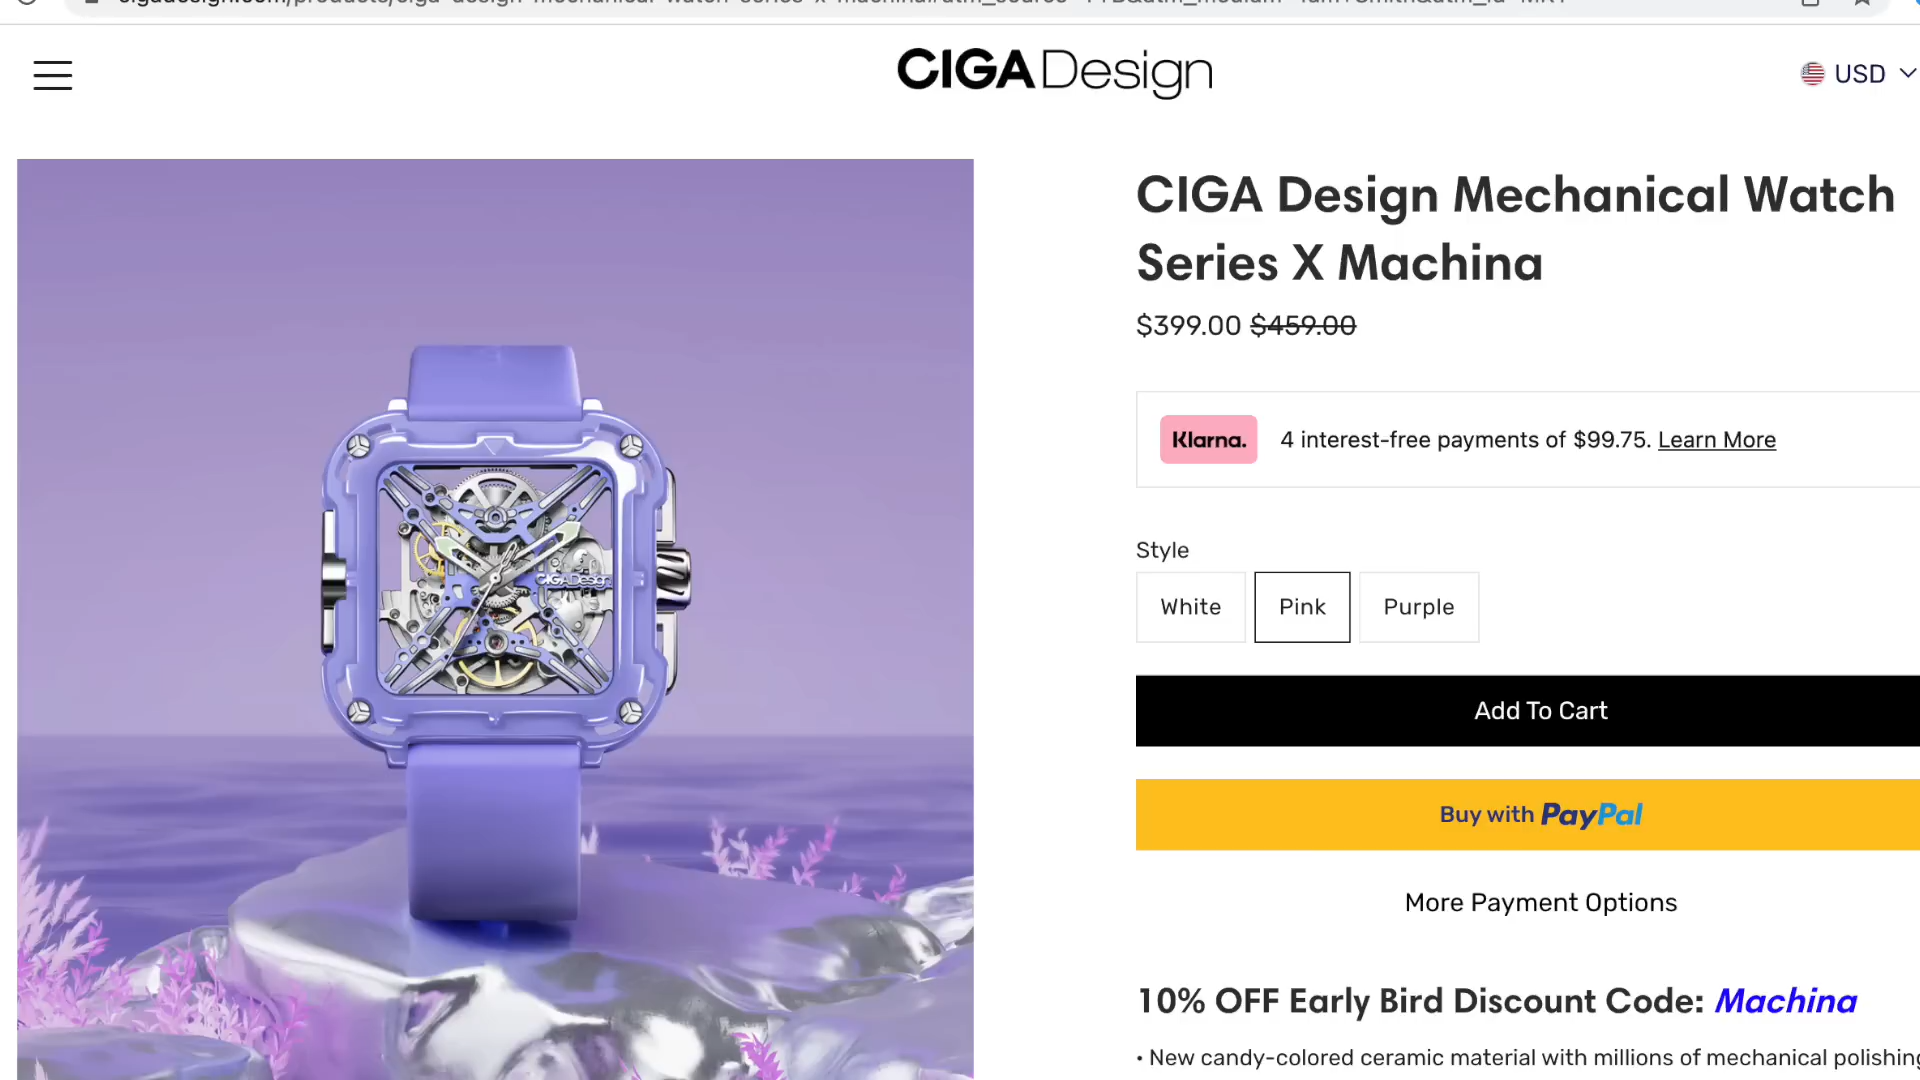 CIGA Design
USD
CIGA Design Mechanical Watch
Series X Machina
$399.00 $459.00
Klarna. 4 interest-free payments of $99.75. Learn More
Style
White Pink Purple
Add To Cart
Buy with PayPal
More Payment Options
10% OFF Early Bird Discount Code: Machina
• New candy-colored ceramic material with millions of mechanical polishing
CIGA Design